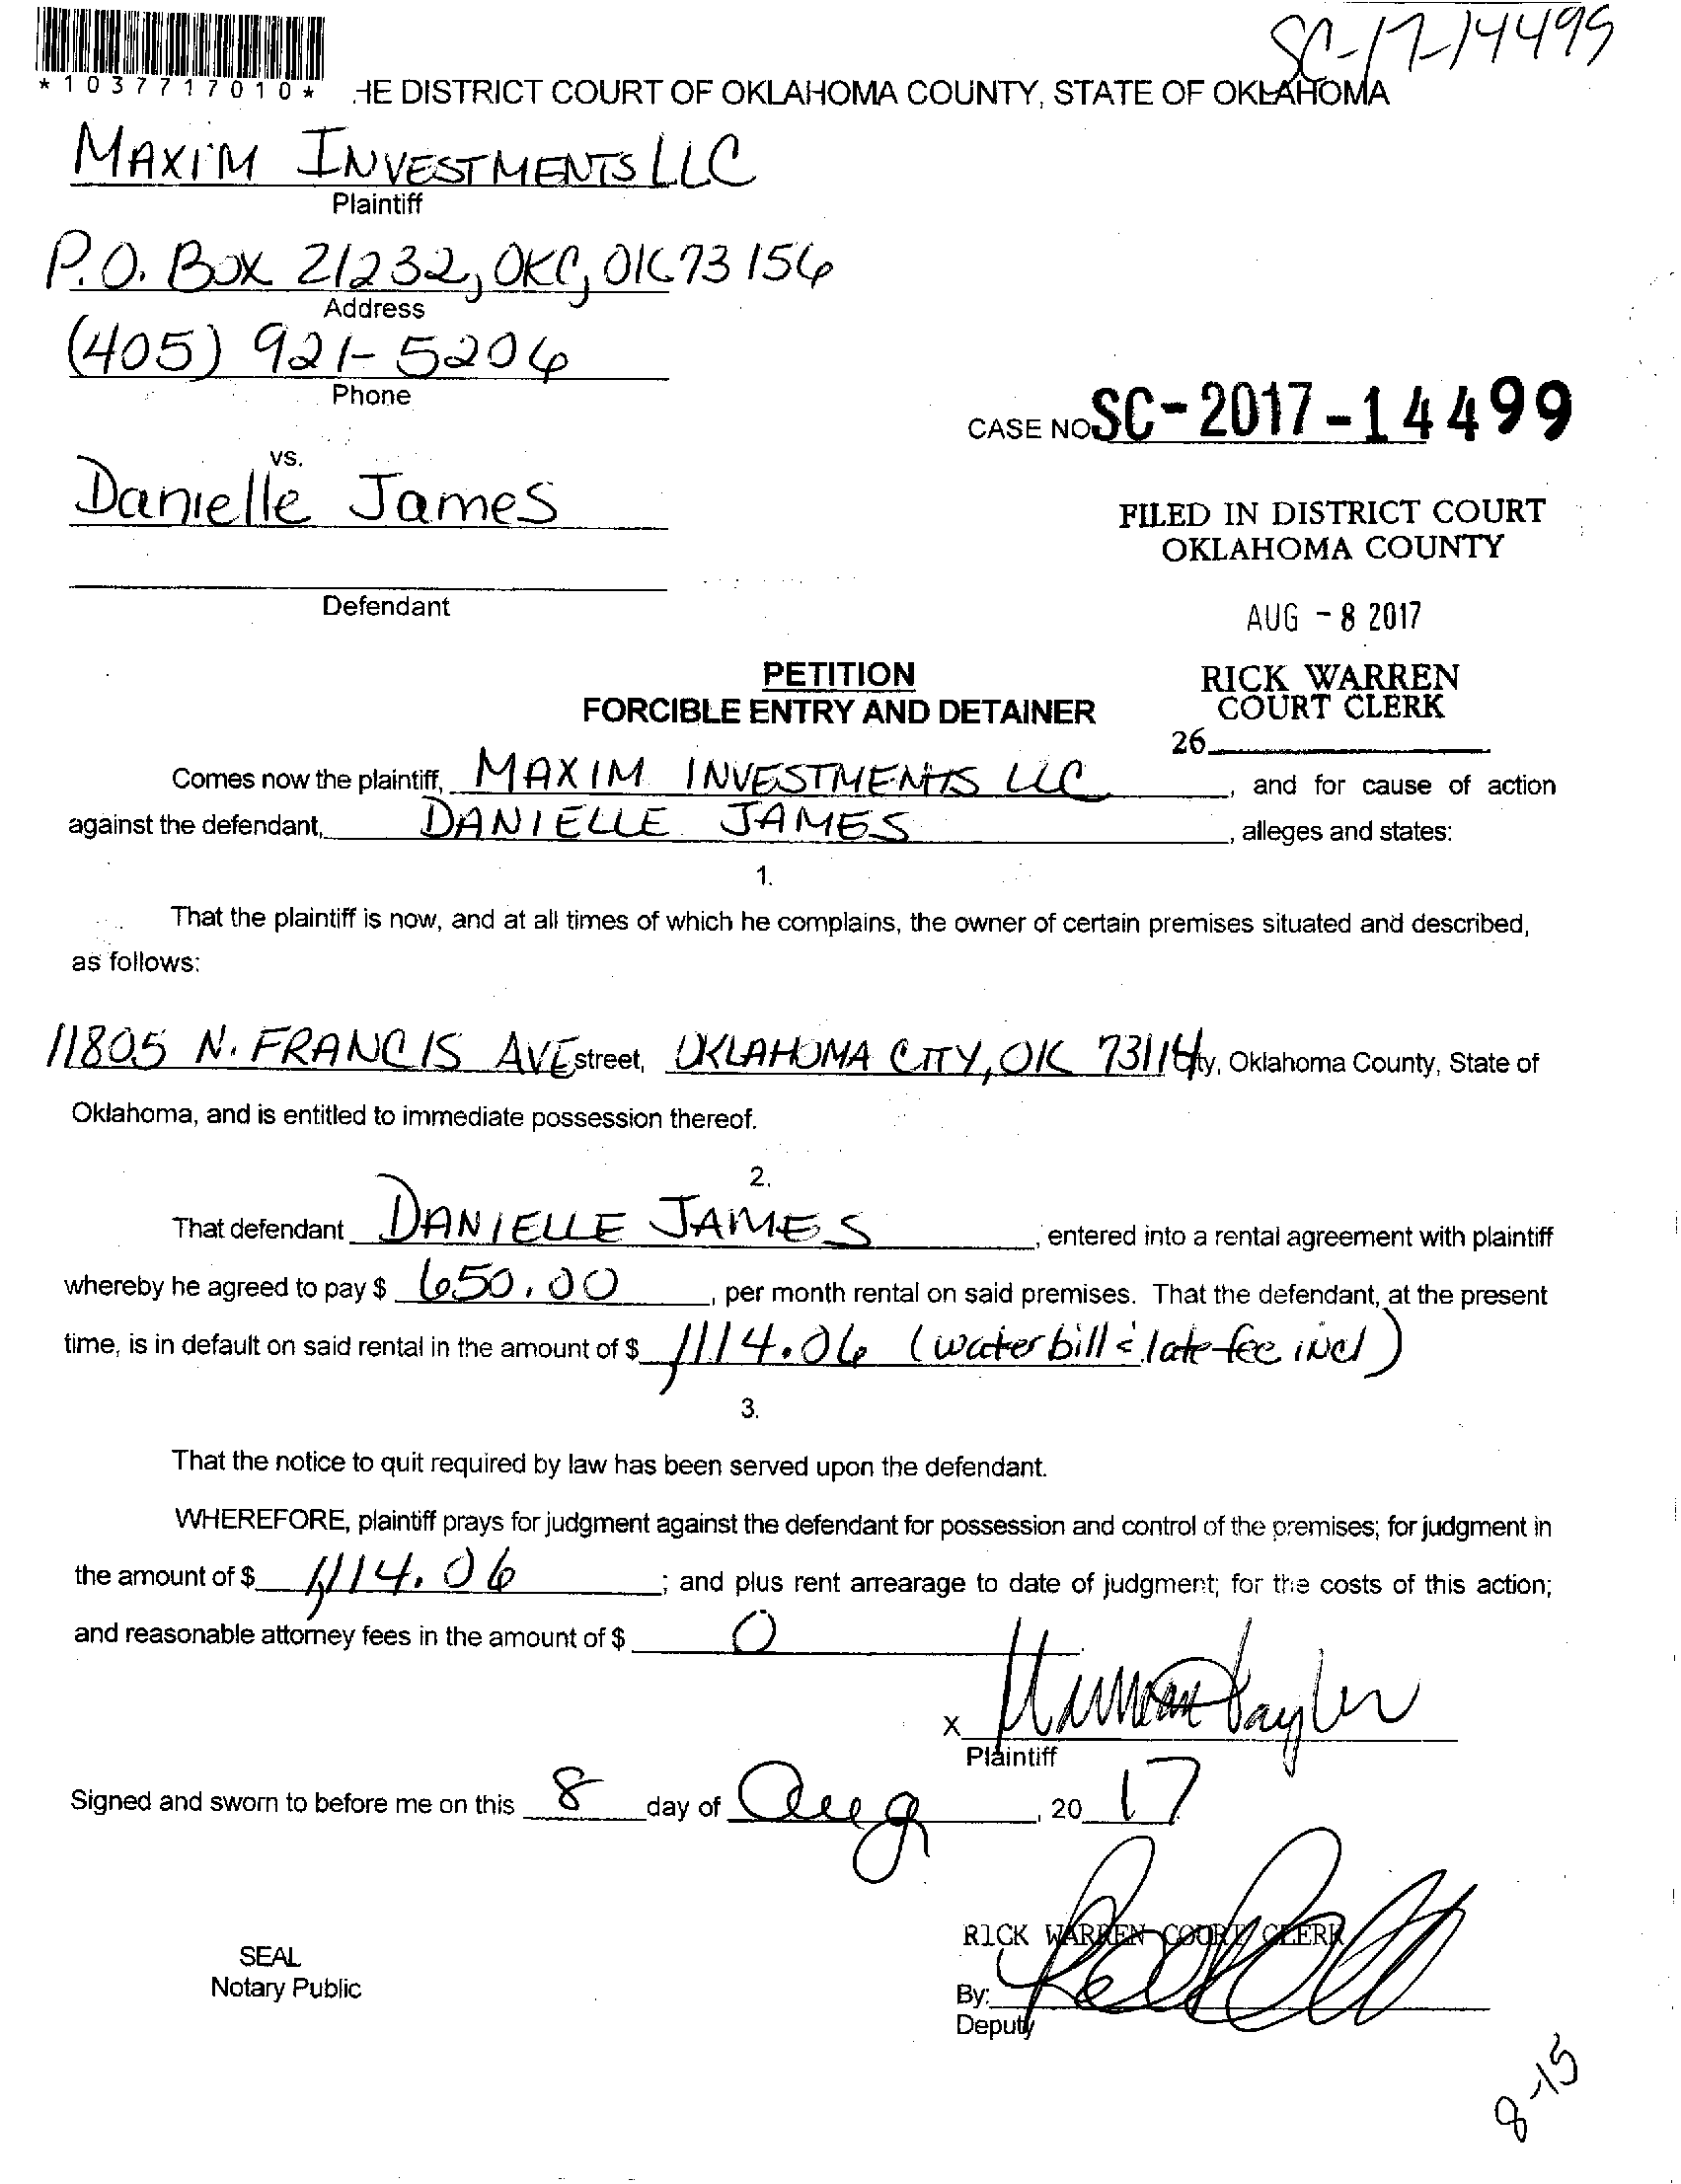 SC-17-14499
*1037717010*
HE DISTRICT COURT OF OKLAHOMA COUNTY, STATE OF OKLAHOMA
MAXIM INVESTMENTS LLC
Plaintiff
P.O. BOX 21232, OKC, OK 73156
Address
(405) 921-5206
Phone
CASE NO SC-2017-14499
vs.
Danielle James
FILED IN DISTRICT COURT
OKLAHOMA COUNTY
Defendant
AUG -8 2017
PETITION
FORCIBLE ENTRY AND DETAINER
RICK WARREN
COURT CLERK
26
Comes now the plaintiff, MAXIM INVESTMENTS LLC, and for cause of action
against the defendant, DANIELLE JAMES, alleges and states:
1.
That the plaintiff is now, and at all times of which he complains, the owner of certain premises situated and described,
as follows:
11805 N. FRANCIS AVE street, OKLAHOMA CITY, OK 73114 ty, Oklahoma County, State of
Oklahoma, and is entitled to immediate possession thereof.
2.
That defendant DANIELLE JAMES, entered into a rental agreement with plaintiff
whereby he agreed to pay $ 650.00, per month rental on said premises. That the defendant, at the present
time, is in default on said rental in the amount of $ 1114.06 (water bill & late fee incl)
3.
That the notice to quit required by law has been served upon the defendant.
WHEREFORE, plaintiff prays for judgment against the defendant for possession and control of the premises; for judgment in
the amount of $ 1,114.06; and plus rent arrearage to date of judgment; for the costs of this action;
and reasonable attorney fees in the amount of $ 0
X
Plaintiff
Signed and sworn to before me on this 8 day of Aug, 20 17
RICK WARREN COURT CLERK
SEAL
Notary Public
By:
Deputy
8-15